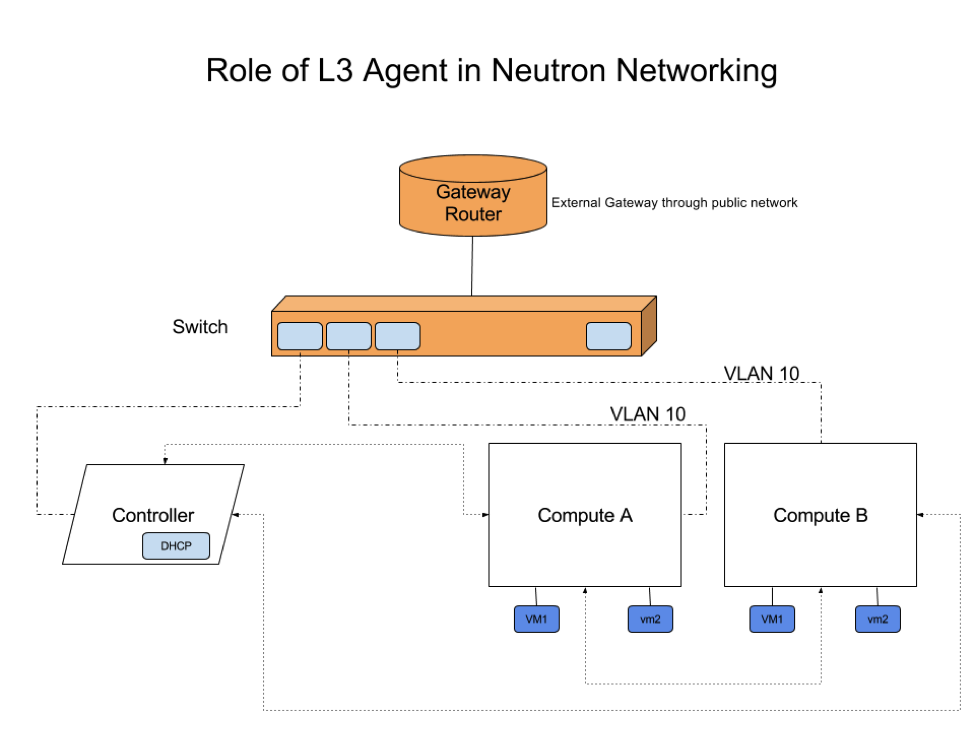 Role of L3 Agent in Neutron Networking
Gateway
Router
External Gateway through public network
Switch
VLAN 10
VLAN 10
Controller
DHCP
Compute A
Compute B
VM1
vm2
VM1
vm2